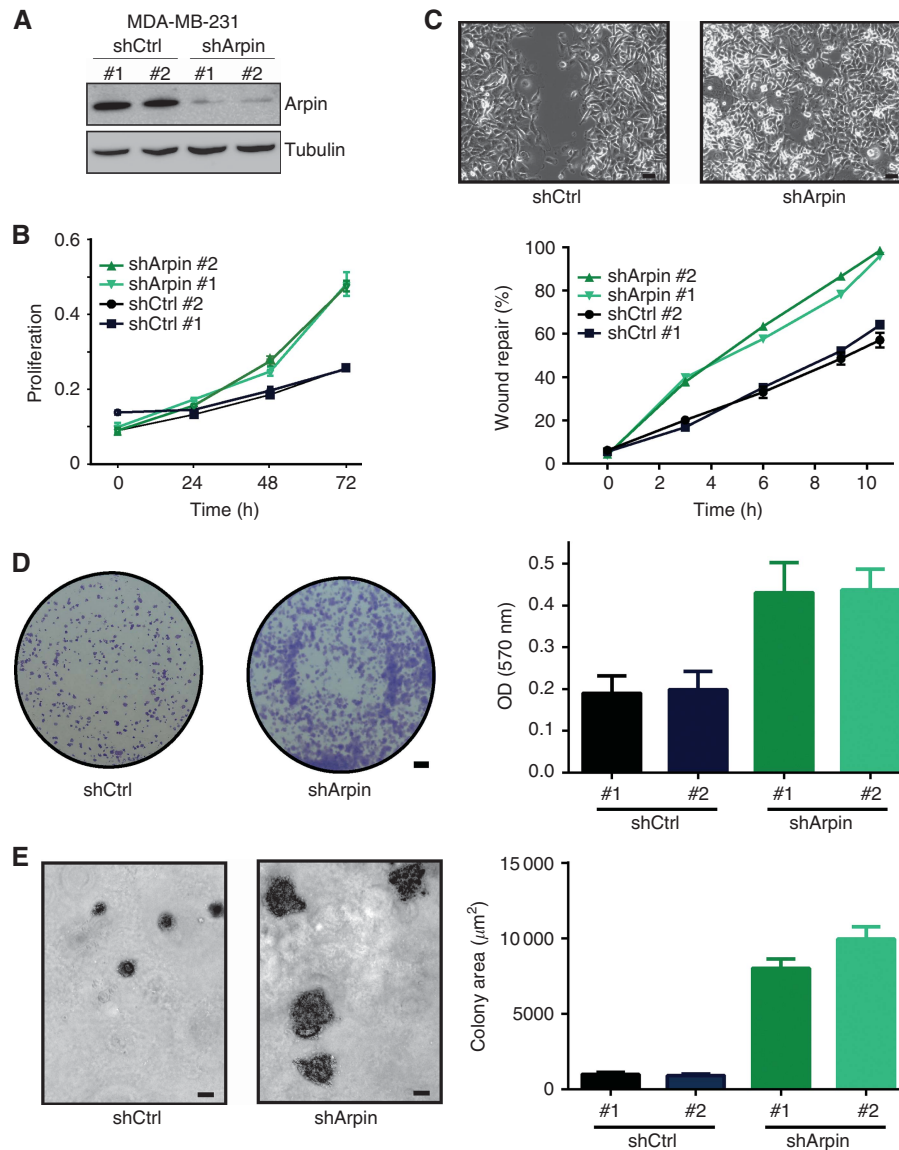 A
MDA-MB-231
shCtrl shArpin
#1 #2 #1 #2
Arpin
Tubulin
B
0.6
0.4
0.2
0
Proliferation
shArpin #2
shArpin #1
shCtrl #2
shCtrl #1
0 24 48 72
Time (h)
C
shCtrl
shArpin
100
80
60
40
20
0
Wound repair (%)
shArpin #2
shArpin #1
shCtrl #2
shCtrl #1
0 2 4 6 8 10
Time (h)
D
shCtrl
shArpin
0.5
0.4
0.3
0.2
0.1
0.0
OD (570 nm)
#1 #2 #1 #2
shCtrl shArpin
E
shCtrl
shArpin
15 000
10 000
5000
0
Colony area (μm²)
#1 #2 #1 #2
shCtrl shArpin